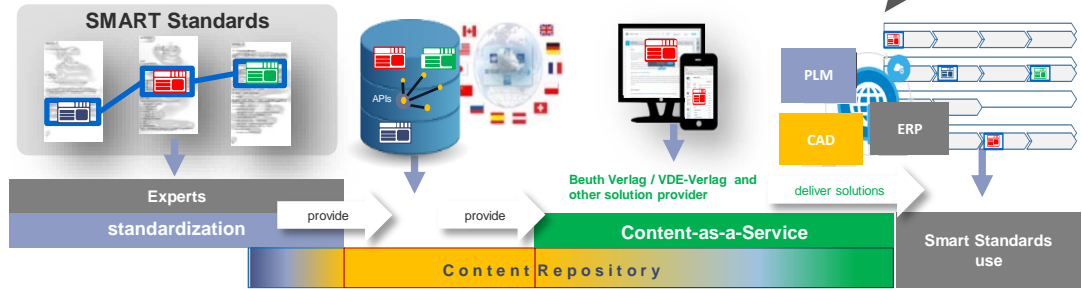 SMART Standards
APIs
PLM
CAD
ERP
Experts
standardization
provide
provide
Beuth Verlag / VDE-Verlag and
other solution provider
Content-as-a-Service
deliver solutions
Smart Standards
use
Content Repository